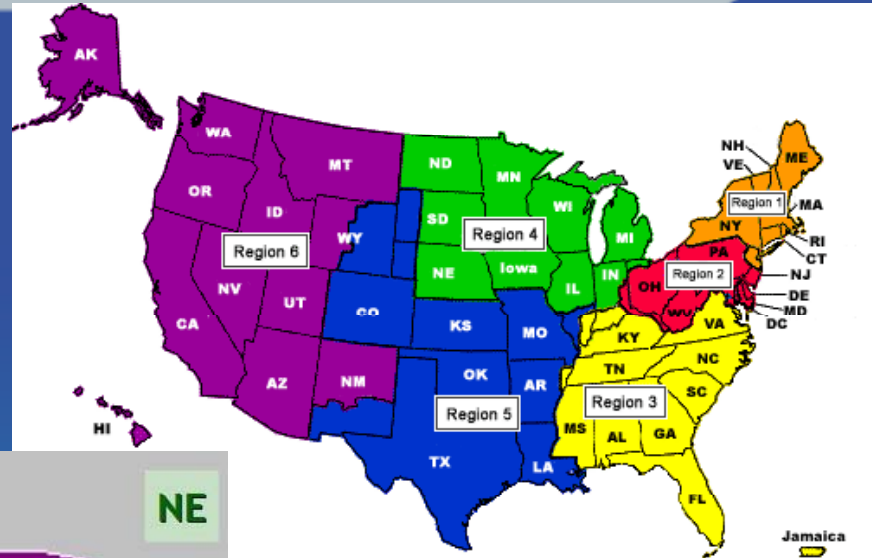 AK
WA
MT
ND
MN
NH
VE
ME
OR
ID
SD
WI
Region 1
MA
WY
Region 4
MI
NY
RI
Region 6
PA
CT
NE
Iowa
IL
IN
OH
Region 2
NJ
NV
UT
CO
DE
MD
WV
DC
CA
KS
MO
KY
VA
AZ
NM
OK
AR
TN
NC
Region 5
Region 3
SC
HI
MS
AL
GA
TX
LA
FL
NE
Jamaica